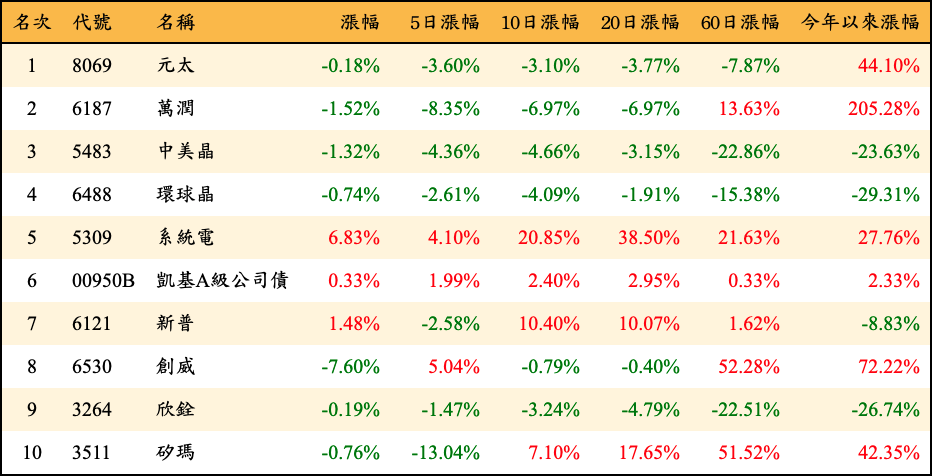 名次 代號 名稱 漲幅 5日漲幅 10日漲幅 20日漲幅 60日漲幅 今年以來漲幅
1 8069 元太 -0.18% -3.60% -3.10% -3.77% -7.87% 44.10%
2 6187 萬潤 -1.52% -8.35% -6.97% -6.97% 13.63% 205.28%
3 5483 中美晶 -1.32% -4.36% -4.66% -3.15% -22.86% -23.63%
4 6488 環球晶 -0.74% -2.61% -4.09% -1.91% -15.38% -29.31%
5 5309 系統電 6.83% 4.10% 20.85% 38.50% 21.63% 27.76%
6 00950B 凱基A級公司債 0.33% 1.99% 2.40% 2.95% 0.33% 2.33%
7 6121 新普 1.48% -2.58% 10.40% 10.07% 1.62% -8.83%
8 6530 創威 -7.60% 5.04% -0.79% -0.40% 52.28% 72.22%
9 3264 欣銓 -0.19% -1.47% -3.24% -4.79% -22.51% -26.74%
10 3511 矽瑪 -0.76% -13.04% 7.10% 17.65% 51.52% 42.35%